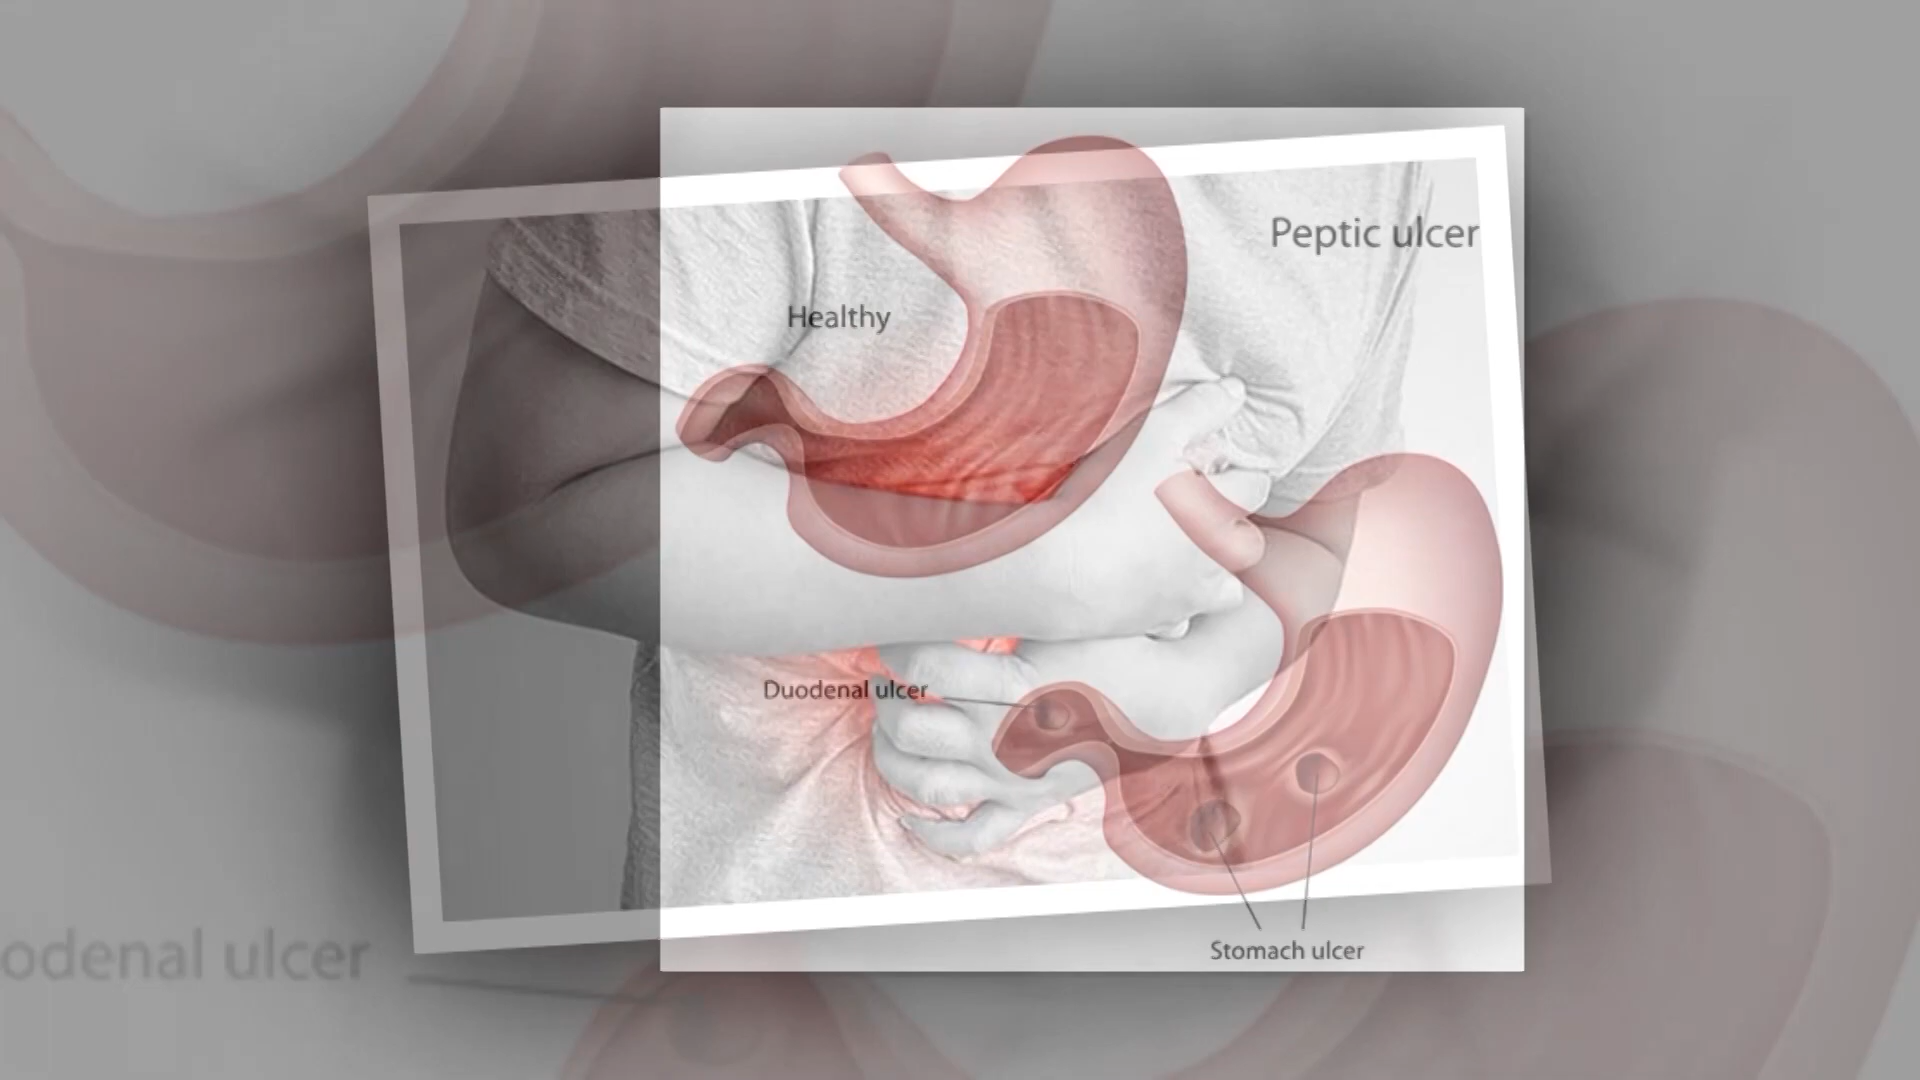 Peptic ulcer
Healthy
Duodenal ulcer
odenal ulcer
Stomach ulcer